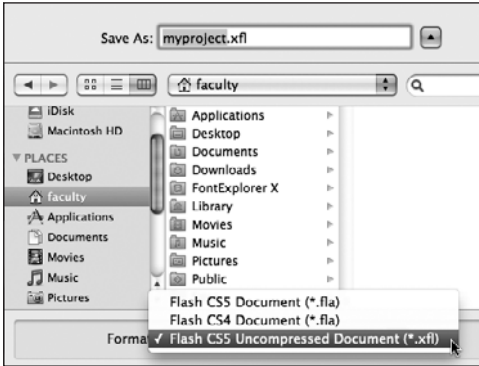 Save As: myproject.xfl
faculty
iDisk
Macintosh HD
PLACES
Desktop
faculty
Applications
Documents
Movies
Music
Pictures
Applications
Desktop
Documents
Downloads
FontExplorer X
Library
Movies
Music
Pictures
Public
Format
Flash CS5 Document (*.fla)
Flash CS4 Document (*.fla)
✓ Flash CS5 Uncompressed Document (*.xfl)